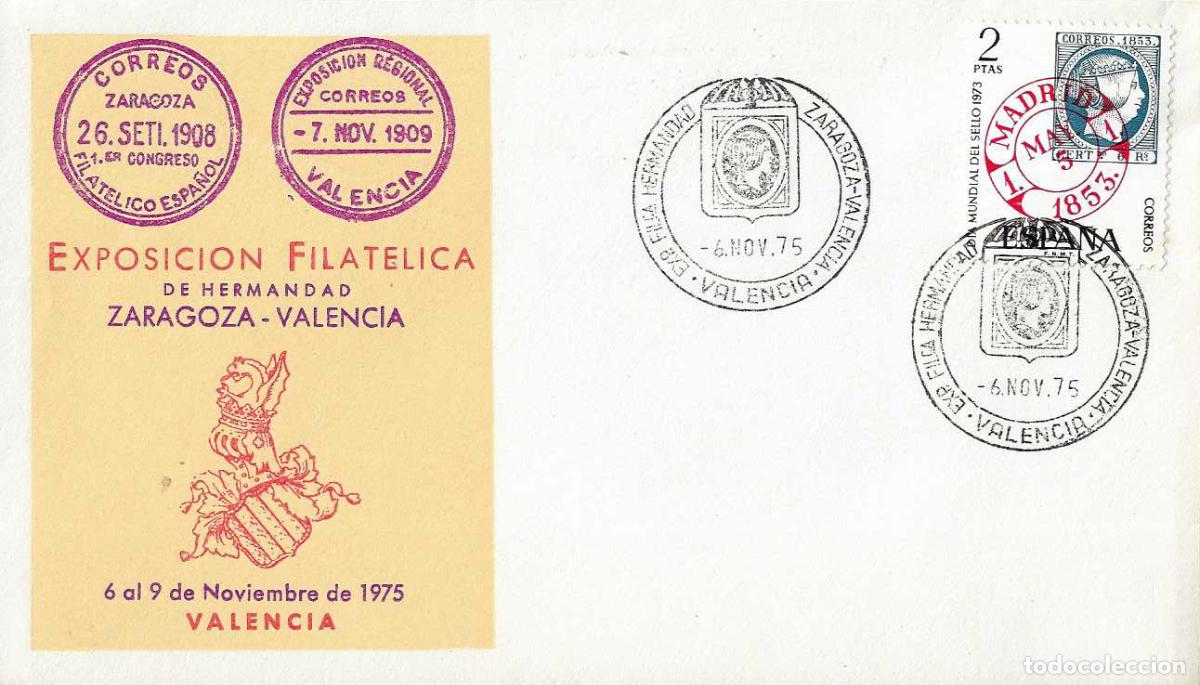 CORREOS
ZARAGOZA
26. SETI. 1908
1.ER CONGRESO
FILATELICO ESPAÑOL
EXPOSICION REGIONAL
CORREOS
-7. NOV. 1909
VALENCIA
EXPOSICION FILATELICA
DE HERMANDAD
ZARAGOZA - VALENCIA
6 al 9 de Noviembre de 1975
VALENCIA
EXP FILCA HERMANDAD ZARAGOZA-VALENCIA
-6.NOV.75
· VALENCIA ·
2
PTAS
CORREOS. 1853.
MADRID
1853.
CERT
6 Rs
MUNDIAL DEL SELLO 1973
CORREOS
ESPAÑA
F.N.M.T.
EXP FILCA HERMANDAD ZARAGOZA-VALENCIA
-6.NOV.75
· VALENCIA ·
todocoleccion